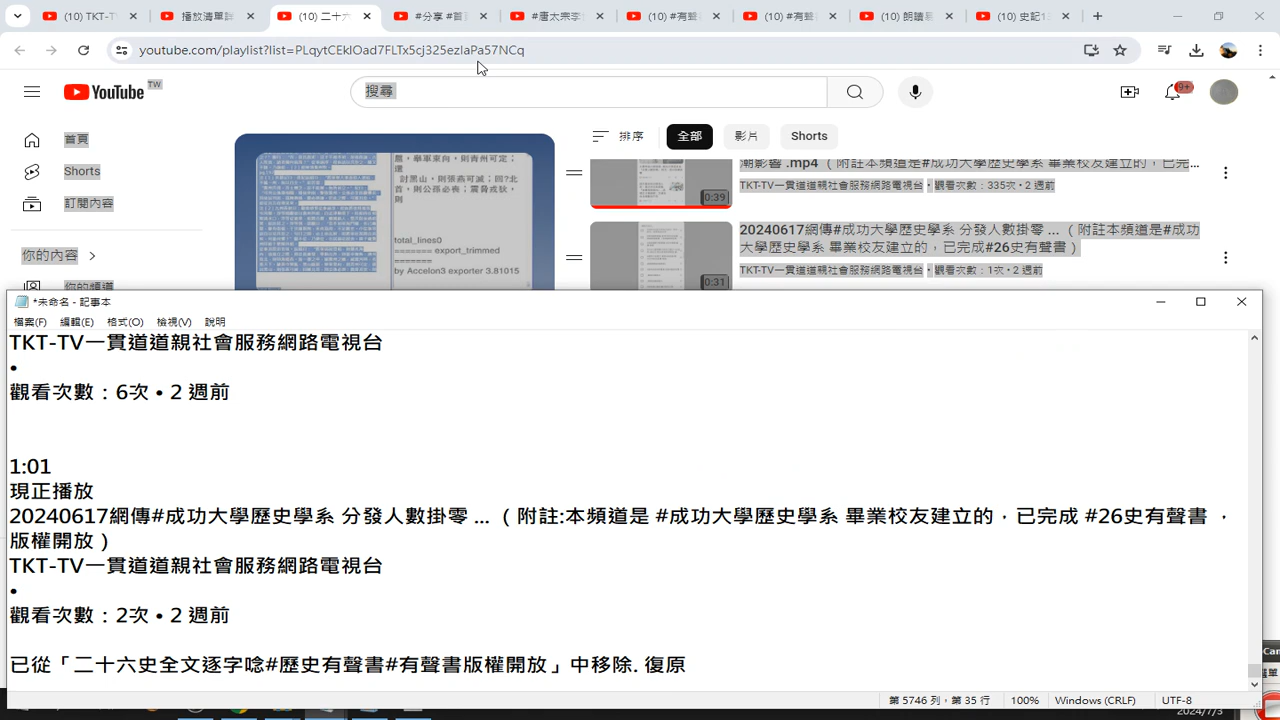 (10) TKT-T
播放清單
(10) 二十六
#分享 #首
#唐太宗李
(10) #有聲
(10) #有聲
(10) 朗讀
(10) 史記1
youtube.com/playlist?list=PLqytCEkIOad7FLTx5cj325ezIaPa57NCq
YouTube TW
搜尋
9+
首頁
Shorts
訂閱內容
你的內容
你的頻道
排序
全部
影片
Shorts
total_lines0
======= export_trimmed
=======
by Accelon3 exporter 3.81015
TKT-TV一貫道道親社會服務網路電視台 • 觀看次數：335次 • 2 週前
0:39
20240617網傳#成功大學歷史學系 分發人數掛零 ... （附註本頻道是#成功
大學歷史學系 畢業校友建立的，已完成#26史有聲書）
TKT-TV一貫道道親社會服務網路電視台 • 觀看次數：1次 • 2 週前
0:31
*未命名 - 記事本
檔案(F) 編輯(E) 格式(O) 檢視(V) 說明
TKT-TV一貫道道親社會服務網路電視台
•
觀看次數：6次 • 2 週前
1:01
現正播放
20240617網傳#成功大學歷史學系 分發人數掛零 ... （ 附註:本頻道是 #成功大學歷史學系 畢業校友建立的，已完成 #26史有聲書 ，
版權開放 ）
TKT-TV一貫道道親社會服務網路電視台
•
觀看次數：2次 • 2 週前
已從「二十六史全文逐字唸#歷史有聲書#有聲書版權開放」中移除. 復原
第 5746 列，第 35 行
100%
Windows (CRLF)
UTF-8
2024/7/3